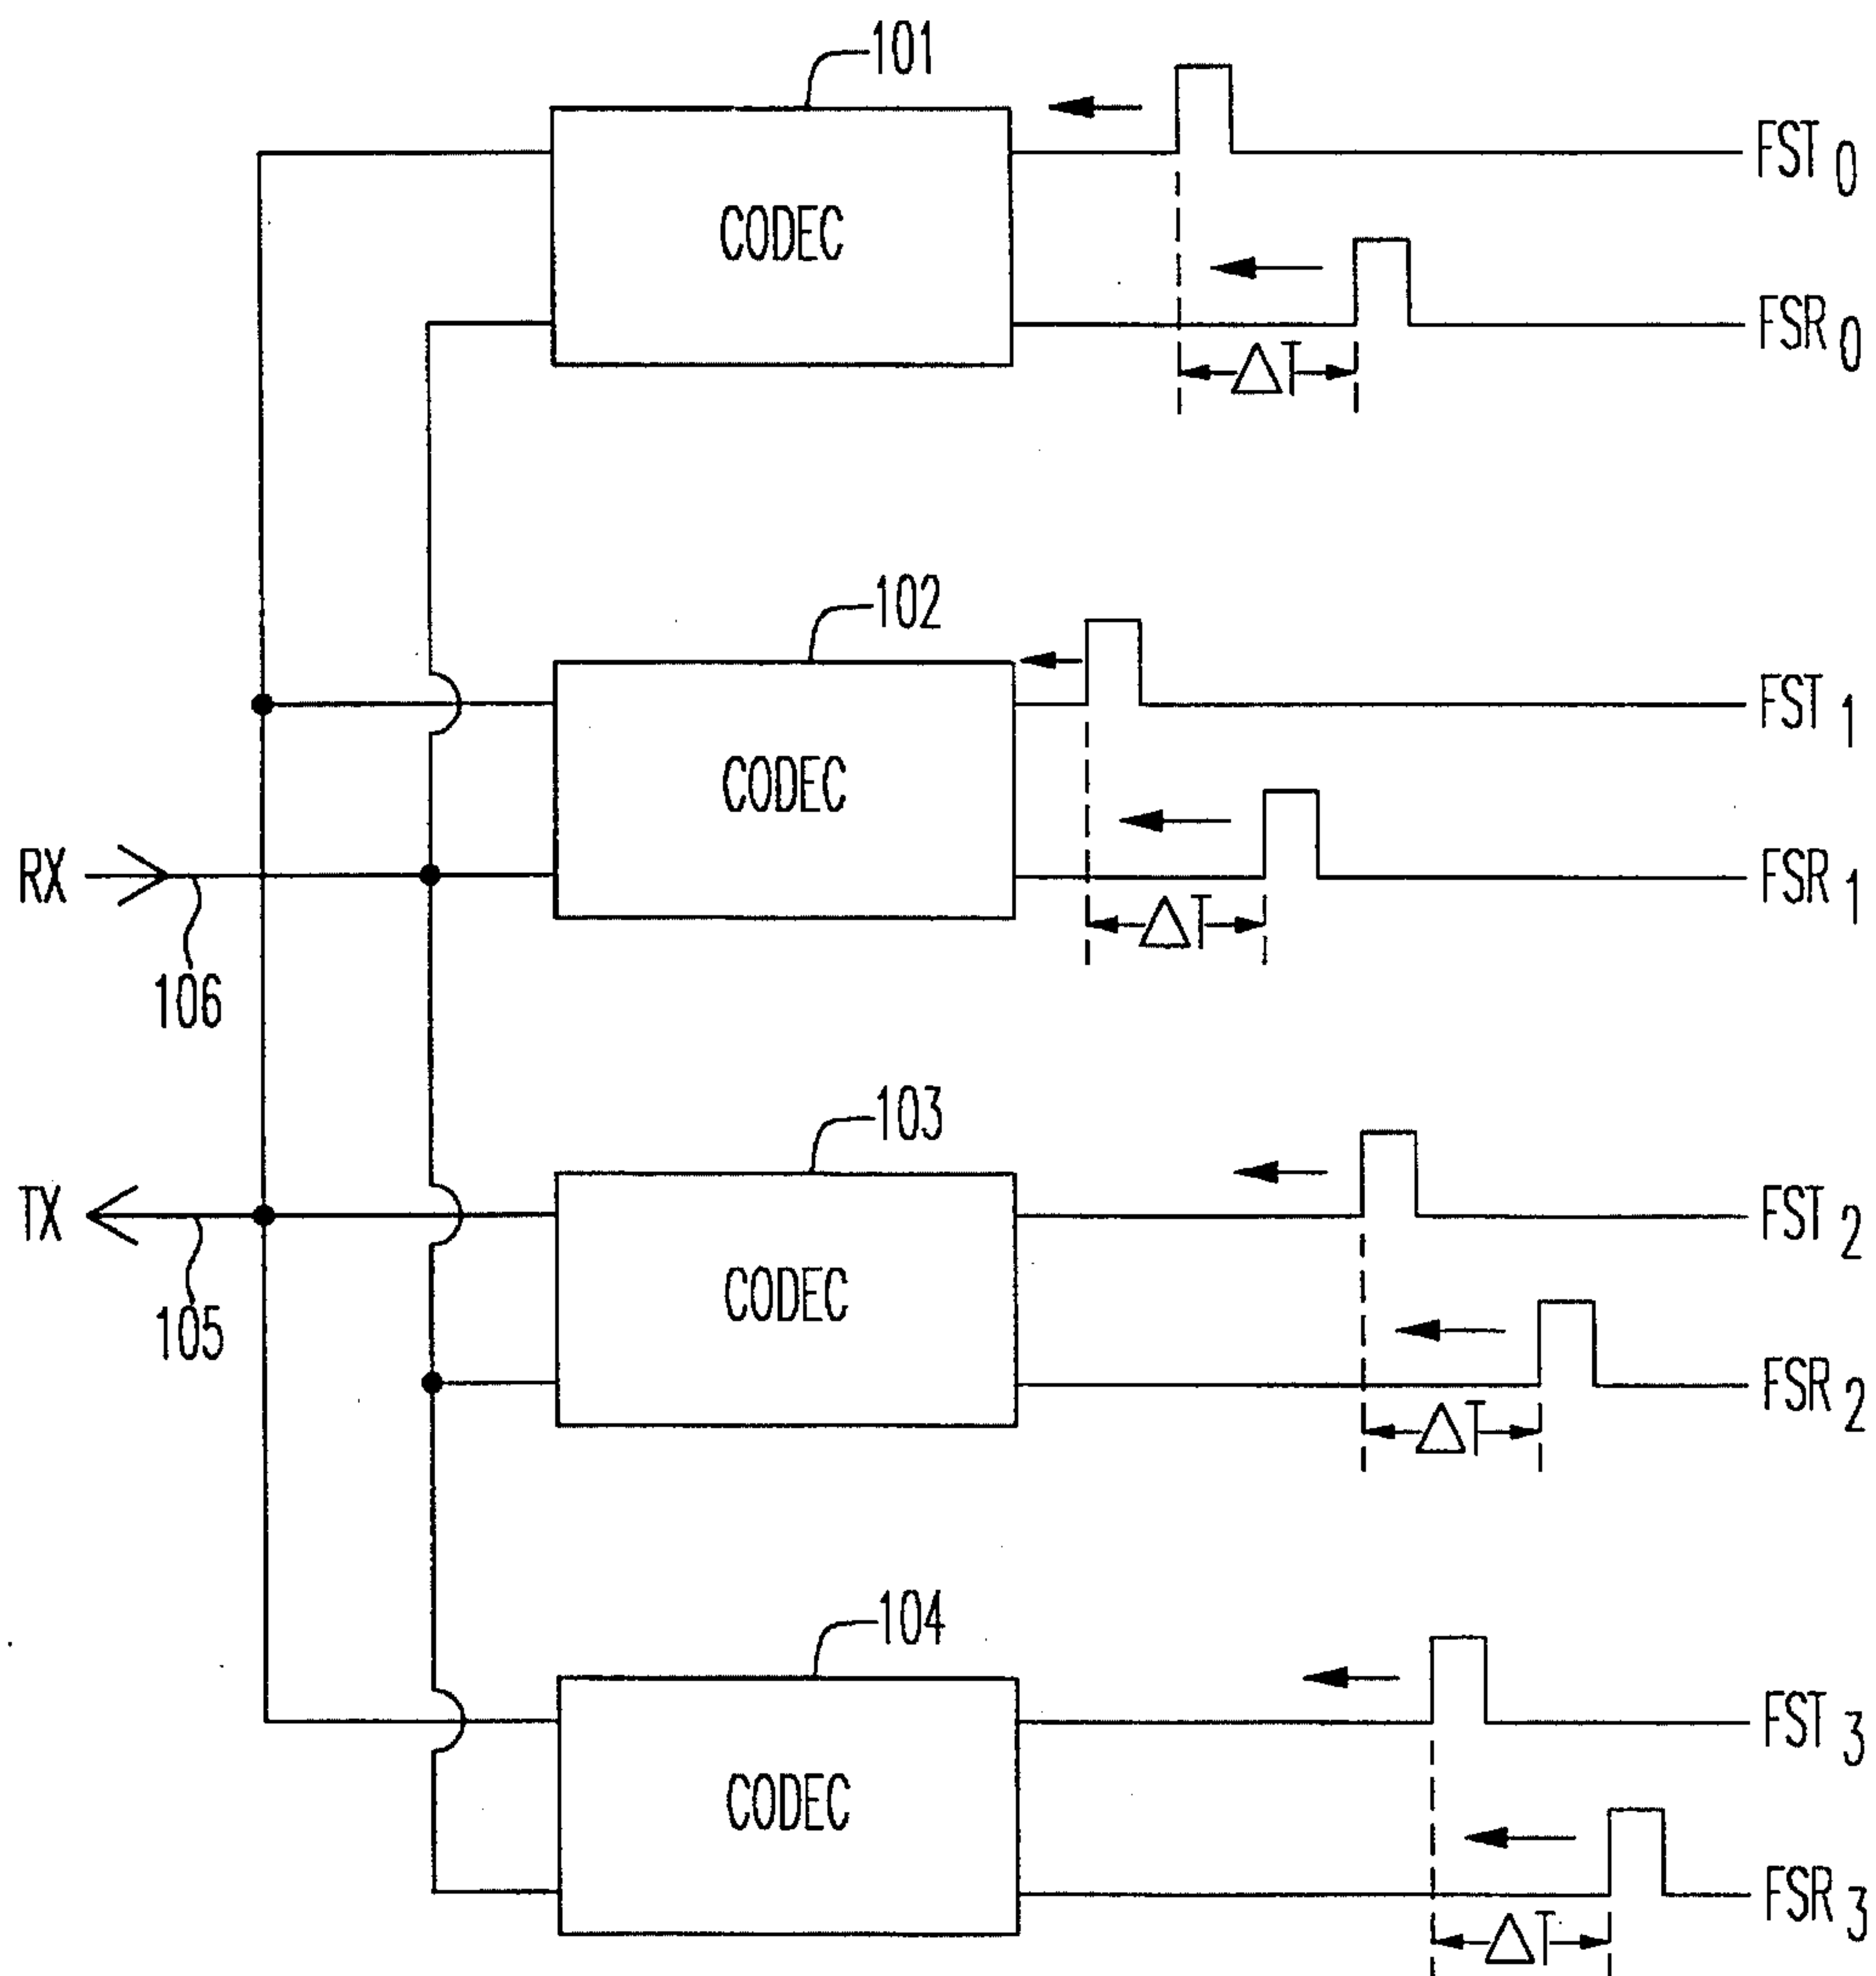 101
FST 0
CODEC
FSR 0
ΔT
102
FST 1
CODEC
RX
FSR 1
ΔT
106
103
TX
FST 2
CODEC
105
FSR 2
ΔT
104
FST 3
CODEC
FSR 3
ΔT